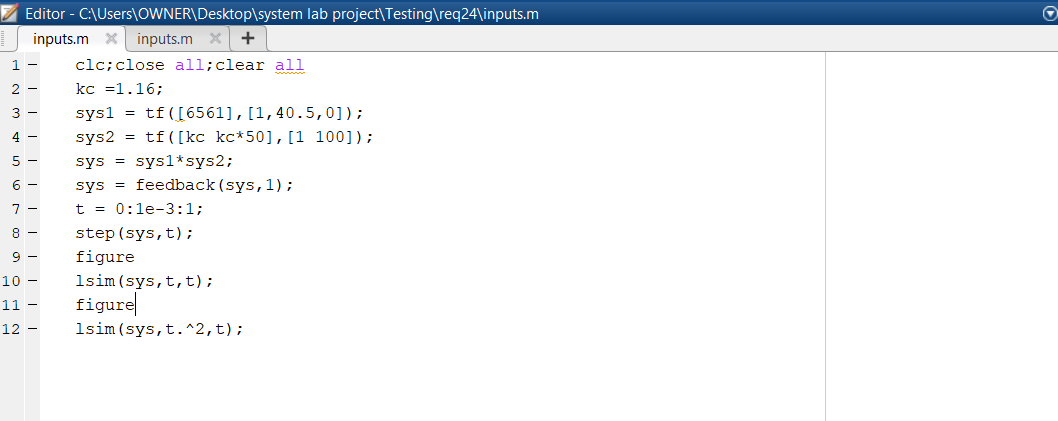 Editor - C:\Users\OWNER\Desktop\system lab project\Testing\req24\inputs.m
inputs.m inputs.m
1 clc;close all;clear all
2 kc =1.16;
3 sys1 = tf([6561],[1,40.5,0]);
4 sys2 = tf([kc kc*50],[1 100]);
5 sys = sys1*sys2;
6 sys = feedback(sys,1);
7 t = 0:1e-3:1;
8 step(sys,t);
9 figure
10 lsim(sys,t,t);
11 figure
12 lsim(sys,t.^2,t);